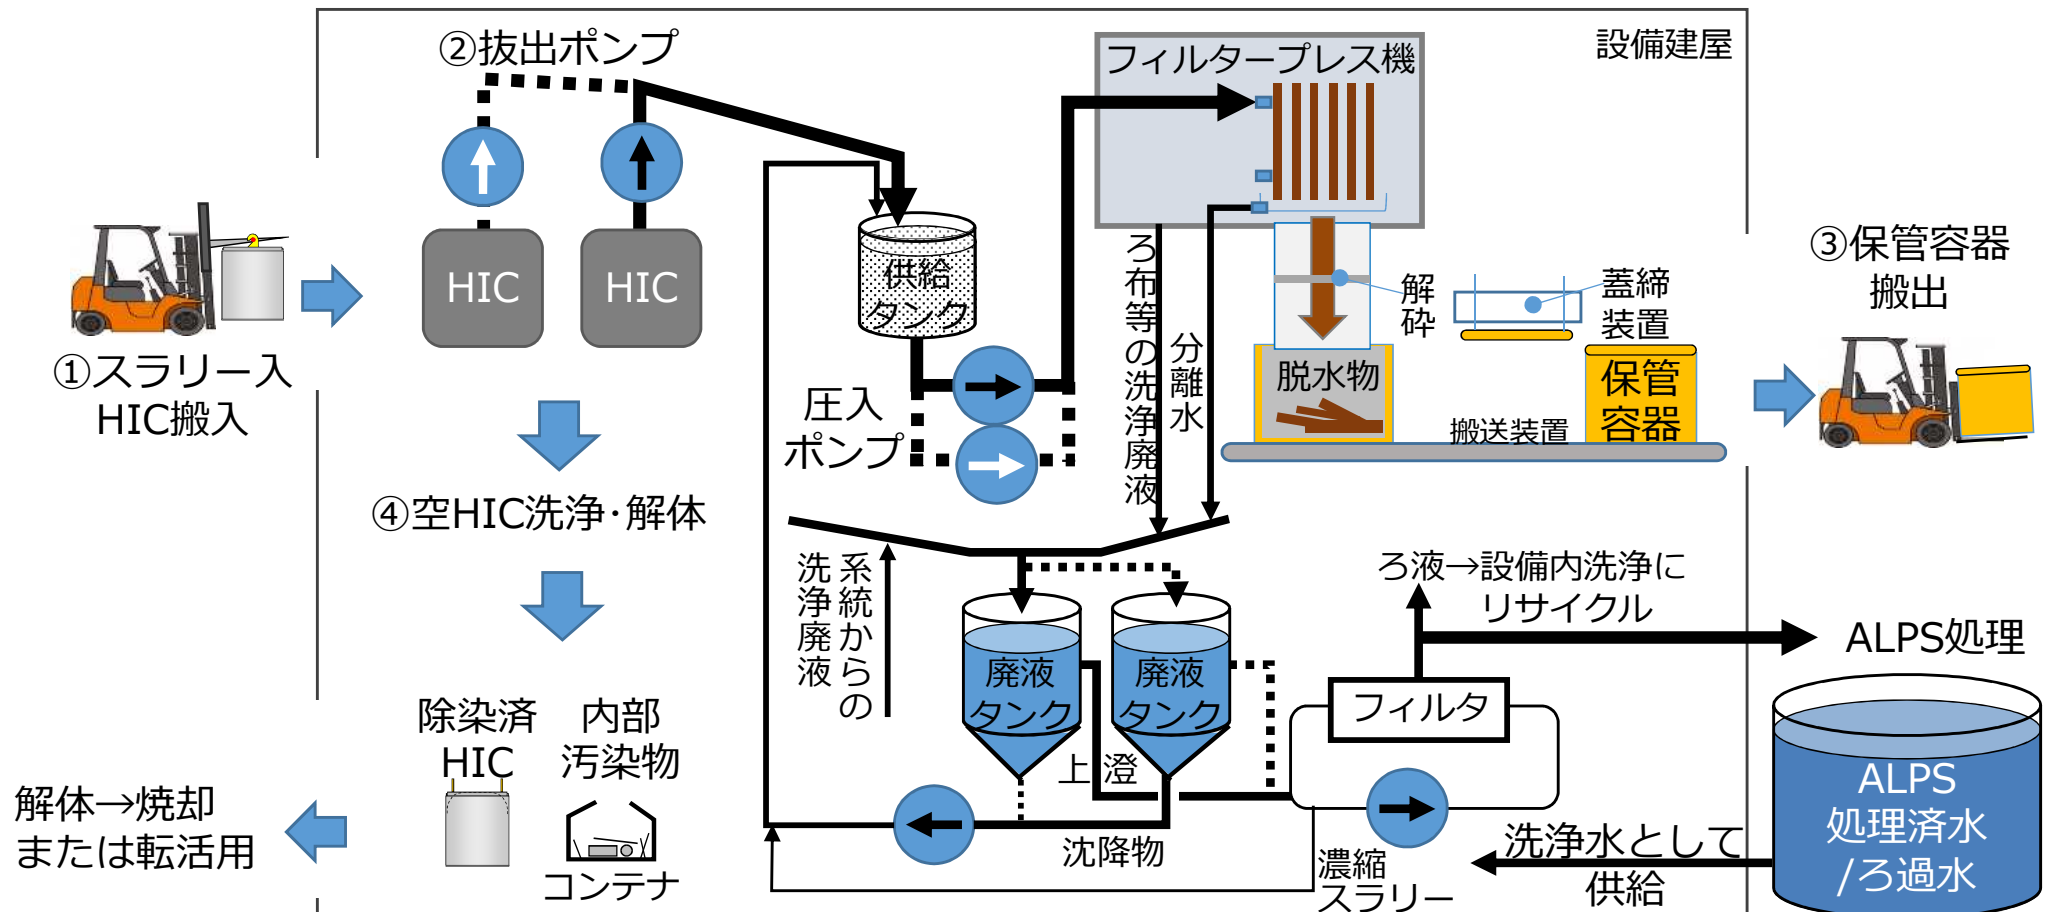 設備建屋
②抜出ポンプ
フィルタープレス機
HIC
HIC
①スラリー入
HIC搬入
供給
タンク
圧入
ポンプ
ろ布等の洗浄廃液
分離水
解砕
蓋締
装置
脱水物
搬送装置
保管
容器
③保管容器
搬出
④空HIC洗浄・解体
系統からの
洗浄廃液
廃液
タンク
廃液
タンク
上澄
沈降物
ろ液→設備内洗浄に
リサイクル
フィルタ
濃縮
スラリー
ALPS処理
ALPS
処理済水
/ろ過水
洗浄水として
供給
除染済
HIC
内部
汚染物
コンテナ
解体→焼却
または転活用